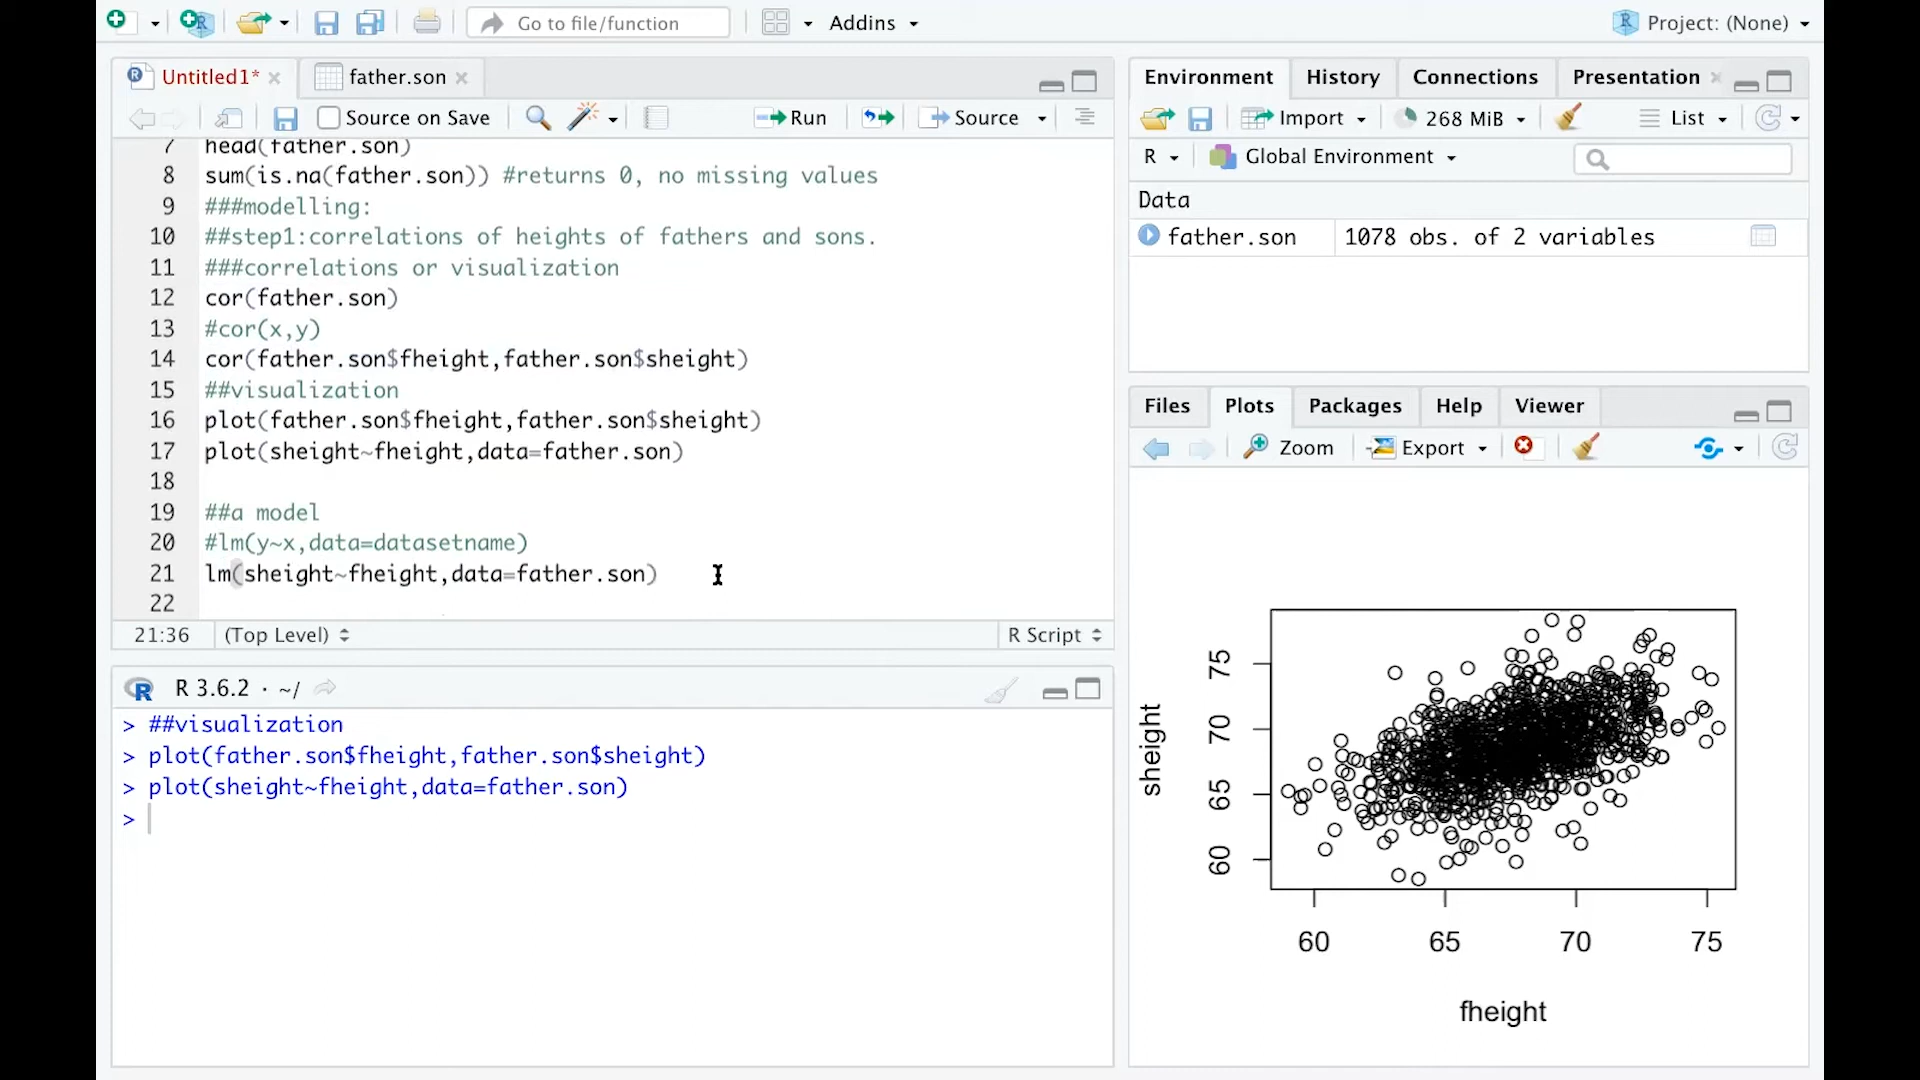 Go to file/function
Addins
Project: (None)
Untitled1*
father.son
Source on Save
Run
Source
7 head(father.son)
8 sum(is.na(father.son)) #returns 0, no missing values
9 ###modelling:
10 ##step1:correlations of heights of fathers and sons.
11 ###correlations or visualization
12 cor(father.son)
13 #cor(x,y)
14 cor(father.son$fheight,father.son$sheight)
15 ##visualization
16 plot(father.son$fheight,father.son$sheight)
17 plot(sheight~fheight,data=father.son)
18
19 ##a model
20 #lm(y~x,data=datasetname)
21 lm(sheight~fheight,data=father.son)
22
21:36 (Top Level) R Script
R 3.6.2 · ~/
> ##visualization
> plot(father.son$fheight,father.son$sheight)
> plot(sheight~fheight,data=father.son)
>
Environment History Connections Presentation
Import 268 MiB List
R Global Environment
Data
father.son 1078 obs. of 2 variables
Files Plots Packages Help Viewer
Zoom Export
sheight
75
70
65
60
60 65 70 75
fheight